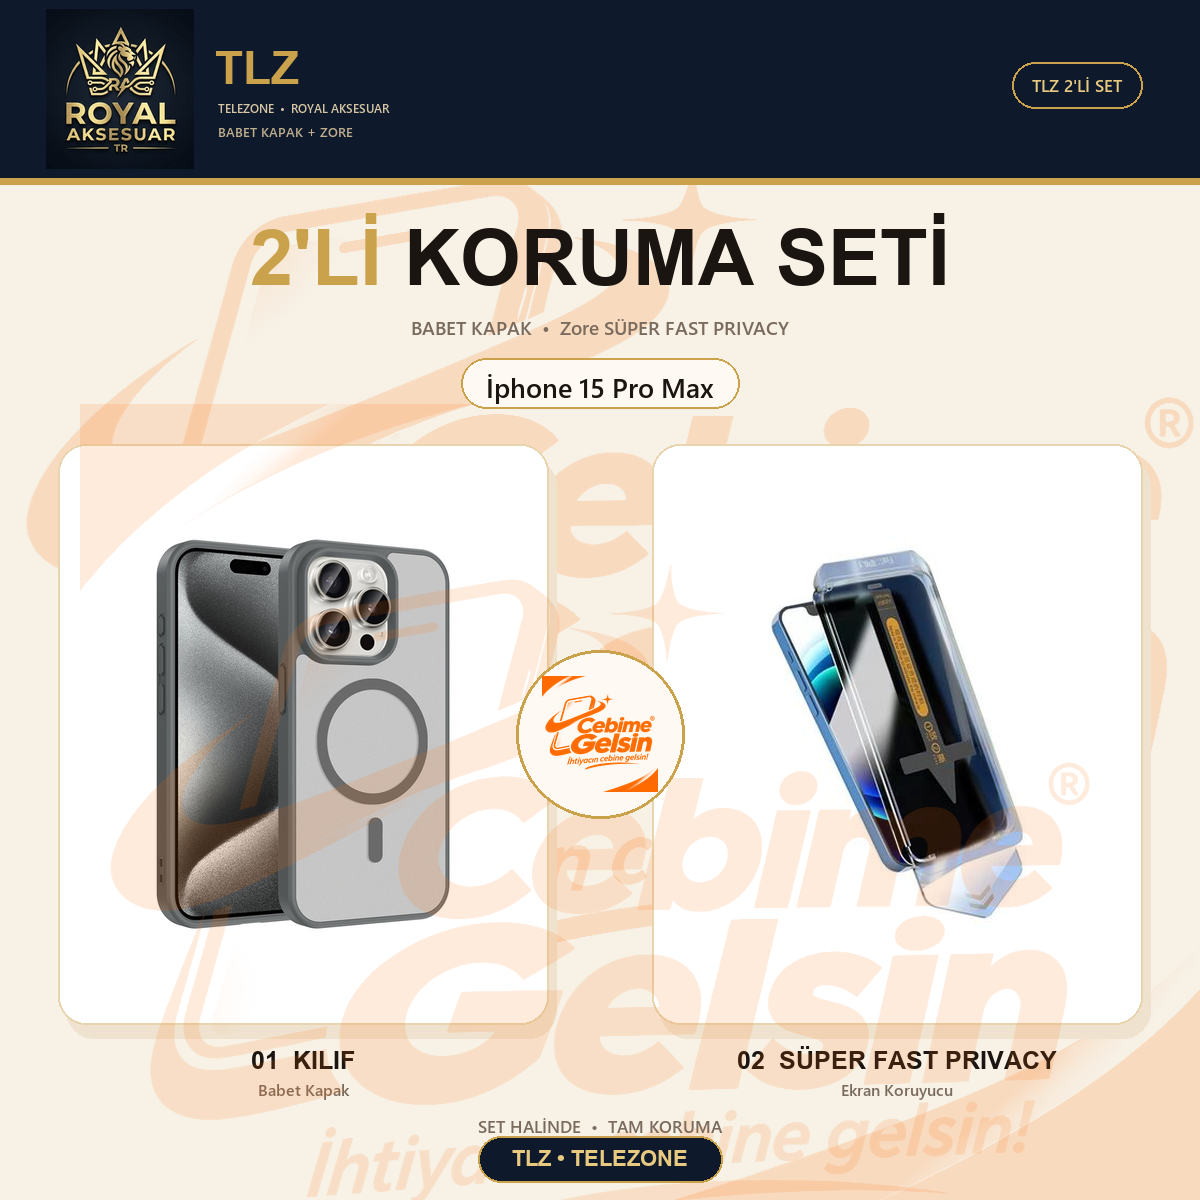 ROYAL
AKSESUAR
TR
TLZ
TELEZONE • ROYAL AKSESUAR
BABET KAPAK + ZORE
TLZ 2'Lİ SET
2'Lİ KORUMA SETİ
BABET KAPAK • Zore SÜPER FAST PRIVACY
İphone 15 Pro Max
Cebime®
Gelsin
İhtiyacın cebine gelsin!
Cebime®
Gelsin
01 KILIF
Babet Kapak
02 SÜPER FAST PRIVACY
Ekran Koruyucu
SET HALİNDE • TAM KORUMA
TLZ • TELEZONE